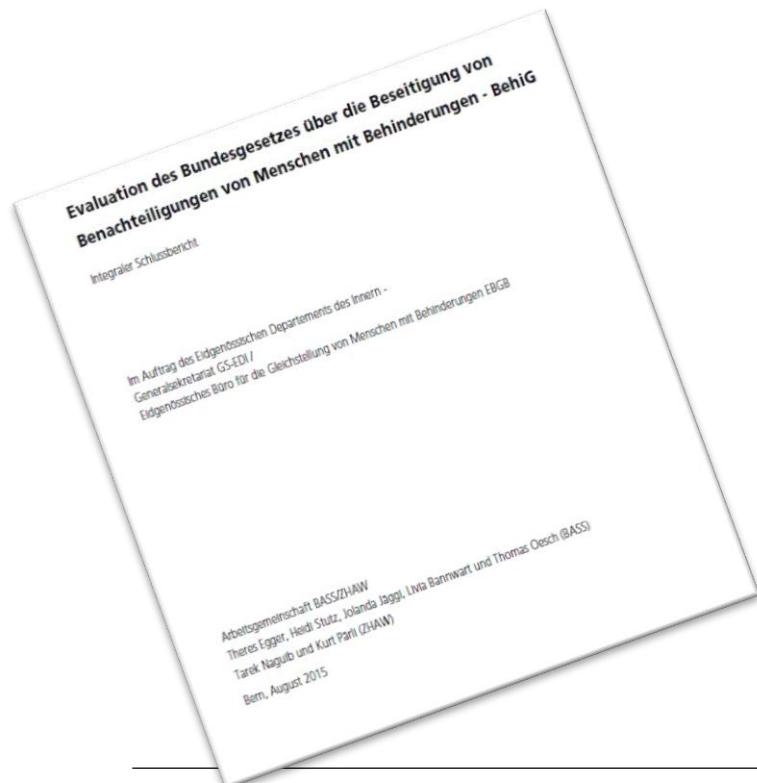 Evaluation des Bundesgesetzes über die Beseitigung von
Benachteiligungen von Menschen mit Behinderungen - BehiG
Integraler Schlussbericht
Im Auftrag des Eidgenössischen Departements des Innern -
Generalsekretariat GS-EDI /
Eidgenössisches Büro für die Gleichstellung von Menschen mit Behinderungen EBGB
Arbeitsgemeinschaft BASS/ZHAW
Theres Egger, Heidi Stutz, Jolanda Jäggi, Livia Bannwart und Thomas Oesch (BASS)
Tarek Naguib und Kurt Pärli (ZHAW)
Bern, August 2015